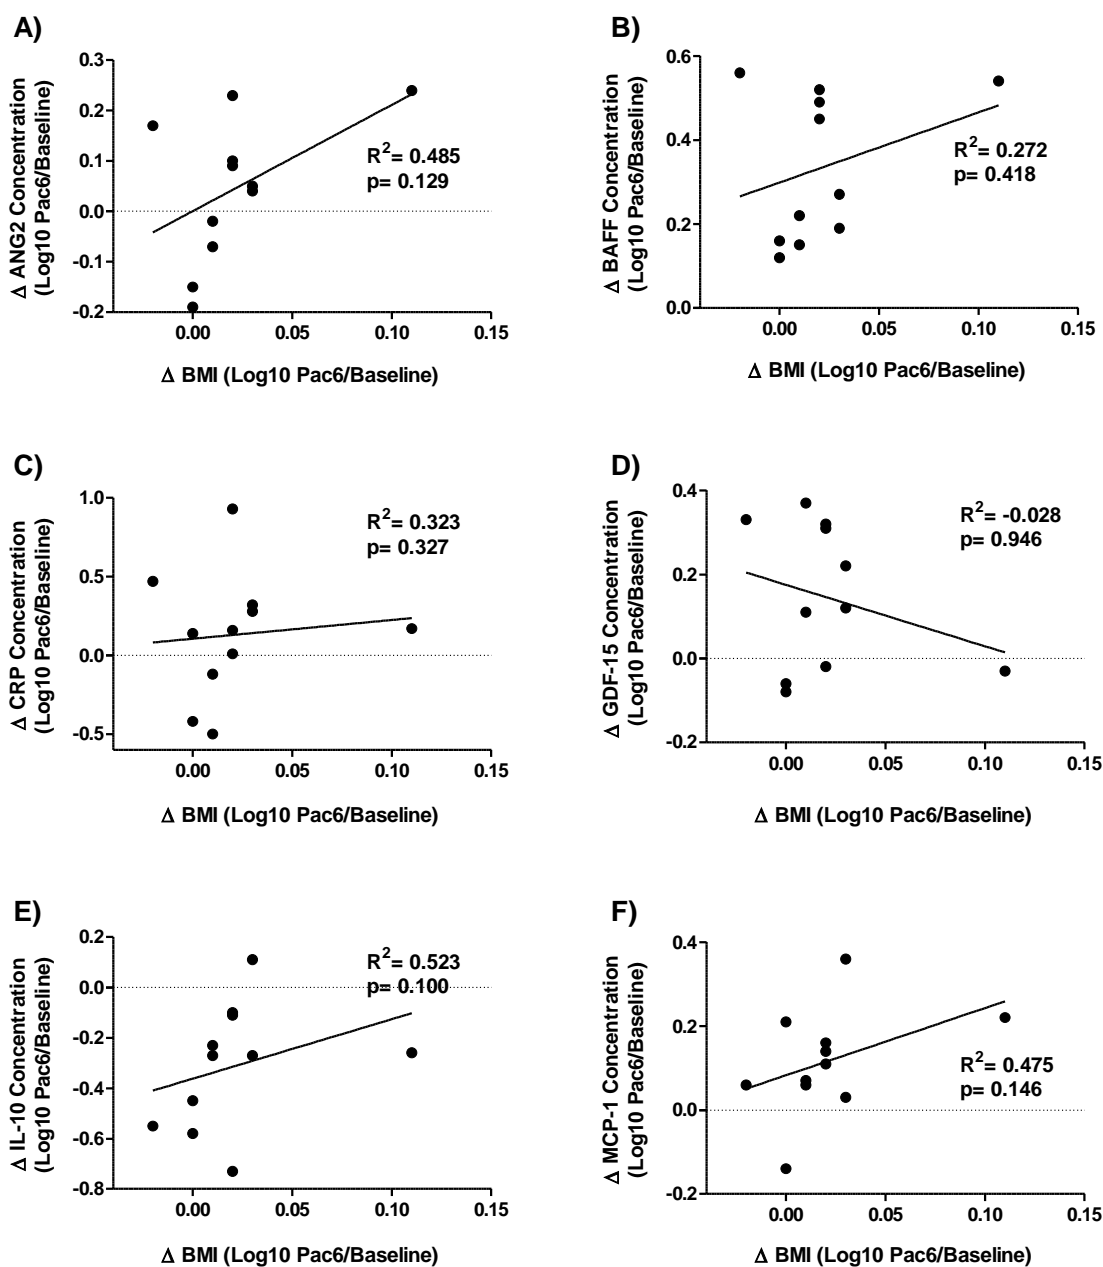 A)
Δ ANG2 Concentration
(Log10 Pac6/Baseline)
0.3
0.2
0.1
0.0
-0.1
-0.2
R²= 0.485
p= 0.129
0.00 0.05 0.10 0.15
Δ BMI (Log10 Pac6/Baseline)
B)
Δ BAFF Concentration
(Log10 Pac6/Baseline)
0.6
0.4
0.2
0.0
R²= 0.272
p= 0.418
0.00 0.05 0.10 0.15
Δ BMI (Log10 Pac6/Baseline)
C)
Δ CRP Concentration
(Log10 Pac6/Baseline)
1.0
0.5
0.0
-0.5
R²= 0.323
p= 0.327
0.00 0.05 0.10 0.15
Δ BMI (Log10 Pac6/Baseline)
D)
Δ GDF-15 Concentration
(Log10 Pac6/Baseline)
0.4
0.2
0.0
-0.2
R²= -0.028
p= 0.946
0.00 0.05 0.10 0.15
Δ BMI (Log10 Pac6/Baseline)
E)
Δ IL-10 Concentration
(Log10 Pac6/Baseline)
0.2
0.0
-0.2
-0.4
-0.6
-0.8
R²= 0.523
p= 0.100
0.00 0.05 0.10 0.15
Δ BMI (Log10 Pac6/Baseline)
F)
Δ MCP-1 Concentration
(Log10 Pac6/Baseline)
0.4
0.2
0.0
-0.2
R²= 0.475
p= 0.146
0.00 0.05 0.10 0.15
Δ BMI (Log10 Pac6/Baseline)